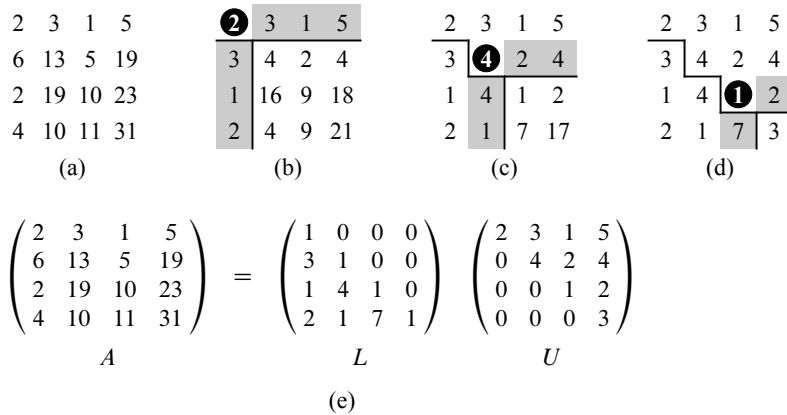 2 3 1 5
6 13 5 19
2 19 10 23
4 10 11 31
(a)
2 3 1 5
3 4 2 4
1 16 9 18
2 4 9 21
(b)
2 3 1 5
3 4 2 4
1 4 1 2
2 1 7 17
(c)
2 3 1 5
3 4 2 4
1 4 1 2
2 1 7 3
(d)
2 3 1 5
6 13 5 19
2 19 10 23
4 10 11 31
A
=
1 0 0 0
3 1 0 0
1 4 1 0
2 1 7 1
L
2 3 1 5
0 4 2 4
0 0 1 2
0 0 0 3
U
(e)